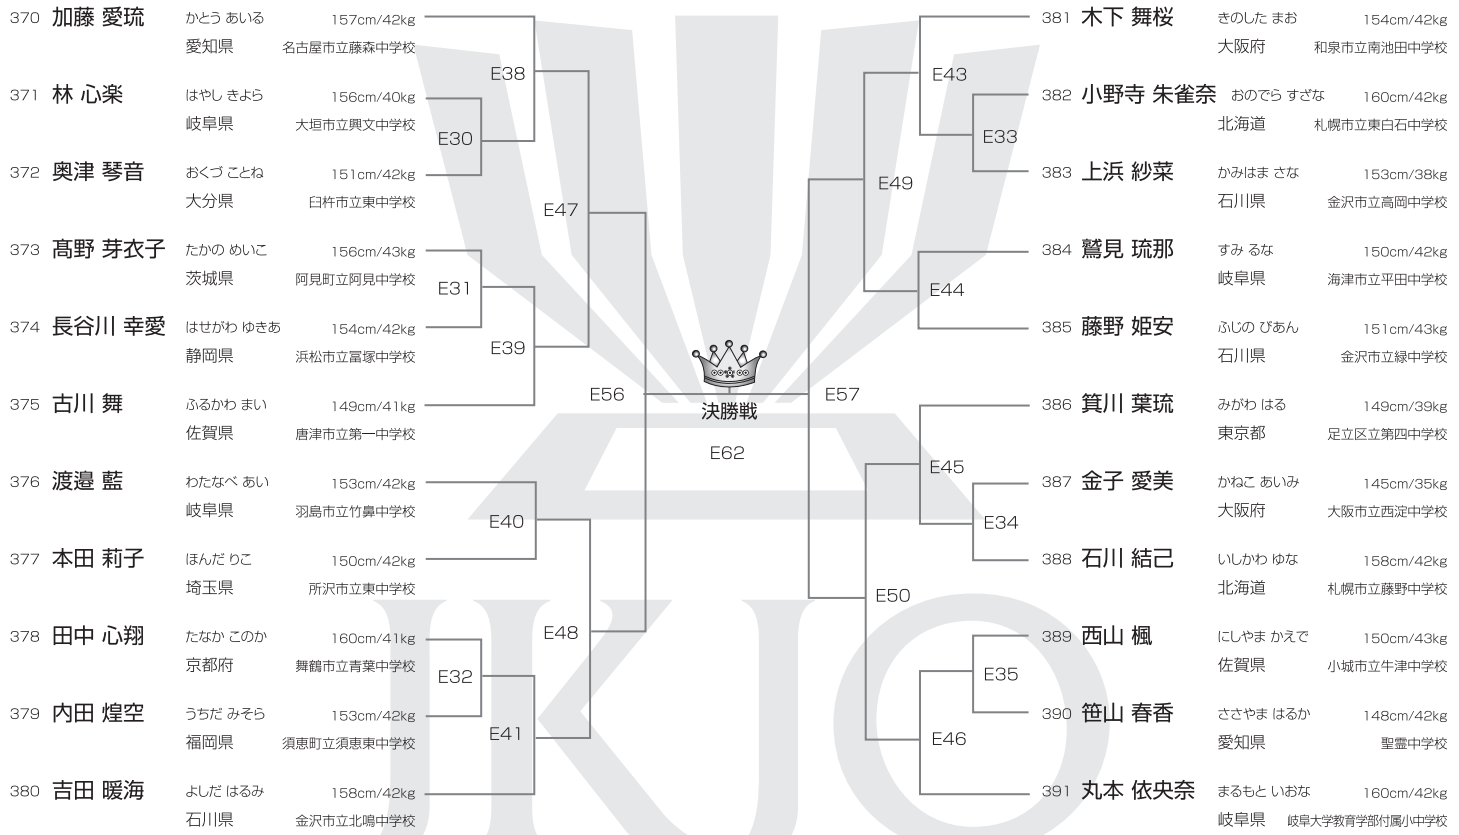 370 加藤 愛琉 かとう あいる 157cm/42kg
愛知県 名古屋市立藤森中学校
371 林 心楽 はやし きよら 156cm/40kg
岐阜県 大垣市立興文中学校
372 奥津 琴音 おくづ ことね 151cm/42kg
大分県 臼杵市立東中学校
373 髙野 芽衣子 たかの めいこ 156cm/43kg
茨城県 阿見町立阿見中学校
374 長谷川 幸愛 はせがわ ゆきあ 154cm/42kg
静岡県 浜松市立冨塚中学校
375 古川 舞 ふるかわ まい 149cm/41kg
佐賀県 唐津市立第一中学校
376 渡邉 藍 わたなべ あい 153cm/42kg
岐阜県 羽島市立竹鼻中学校
377 本田 莉子 ほんだ りこ 150cm/42kg
埼玉県 所沢市立東中学校
378 田中 心翔 たなか このか 160cm/41kg
京都府 舞鶴市立青葉中学校
379 内田 煌空 うちだ みそら 153cm/42kg
福岡県 須恵町立須恵東中学校
380 吉田 暖海 よしだ はるみ 158cm/42kg
石川県 金沢市立北鳴中学校
E38
E30
E47
E31
E39
E56
E40
E48
E32
E41
決勝戦
E62
JKJO
E43
E33
E49
E44
E57
E45
E34
E50
E35
E46
381 木下 舞桜 きのした まお 154cm/42kg
大阪府 和泉市立南池田中学校
382 小野寺 朱雀奈 おのでら すざな 160cm/42kg
北海道 札幌市立東白石中学校
383 上浜 紗菜 かみはま さな 153cm/38kg
石川県 金沢市立高岡中学校
384 鷲見 琉那 すみ るな 150cm/42kg
岐阜県 海津市立平田中学校
385 藤野 姫安 ふじの びあん 151cm/43kg
石川県 金沢市立緑中学校
386 箕川 葉琉 みがわ はる 149cm/39kg
東京都 足立区立第四中学校
387 金子 愛美 かねこ あいみ 145cm/35kg
大阪府 大阪市立西淀中学校
388 石川 結己 いしかわ ゆな 158cm/42kg
北海道 札幌市立藤野中学校
389 西山 楓 にしやま かえで 150cm/43kg
佐賀県 小城市立牛津中学校
390 笹山 春香 ささやま はるか 148cm/42kg
愛知県 聖霊中学校
391 丸本 依央奈 まるもと いおな 160cm/42kg
岐阜県 岐阜大学教育学部付属小中学校